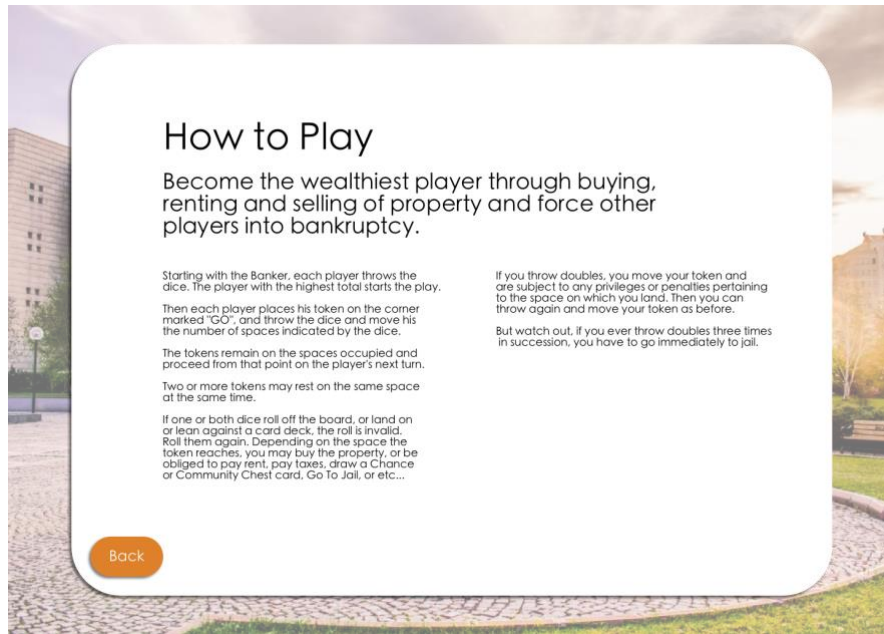 How to Play
Become the wealthiest player through buying,
renting and selling of property and force other
players into bankruptcy.
Starting with the Banker, each player throws the
dice. The player with the highest total starts the play.
Then each player places his token on the corner
marked "GO", and throw the dice and move his
the number of spaces indicated by the dice.
The tokens remain on the spaces occupied and
proceed from that point on the player's next turn.
Two or more tokens may rest on the same space
at the same time.
If one or both dice roll off the board, or land on
or lean against a card deck, the roll is invalid.
Roll them again. Depending on the space the
token reaches, you may buy the property, or be
obliged to pay rent, pay taxes, draw a Chance
or Community Chest card, Go To Jail, or etc...
If you throw doubles, you move your token and
are subject to any privileges or penalties pertaining
to the space on which you land. Then you can
throw again and move your token as before.
But watch out, if you ever throw doubles three times
in succession, you have to go immediately to jail.
Back